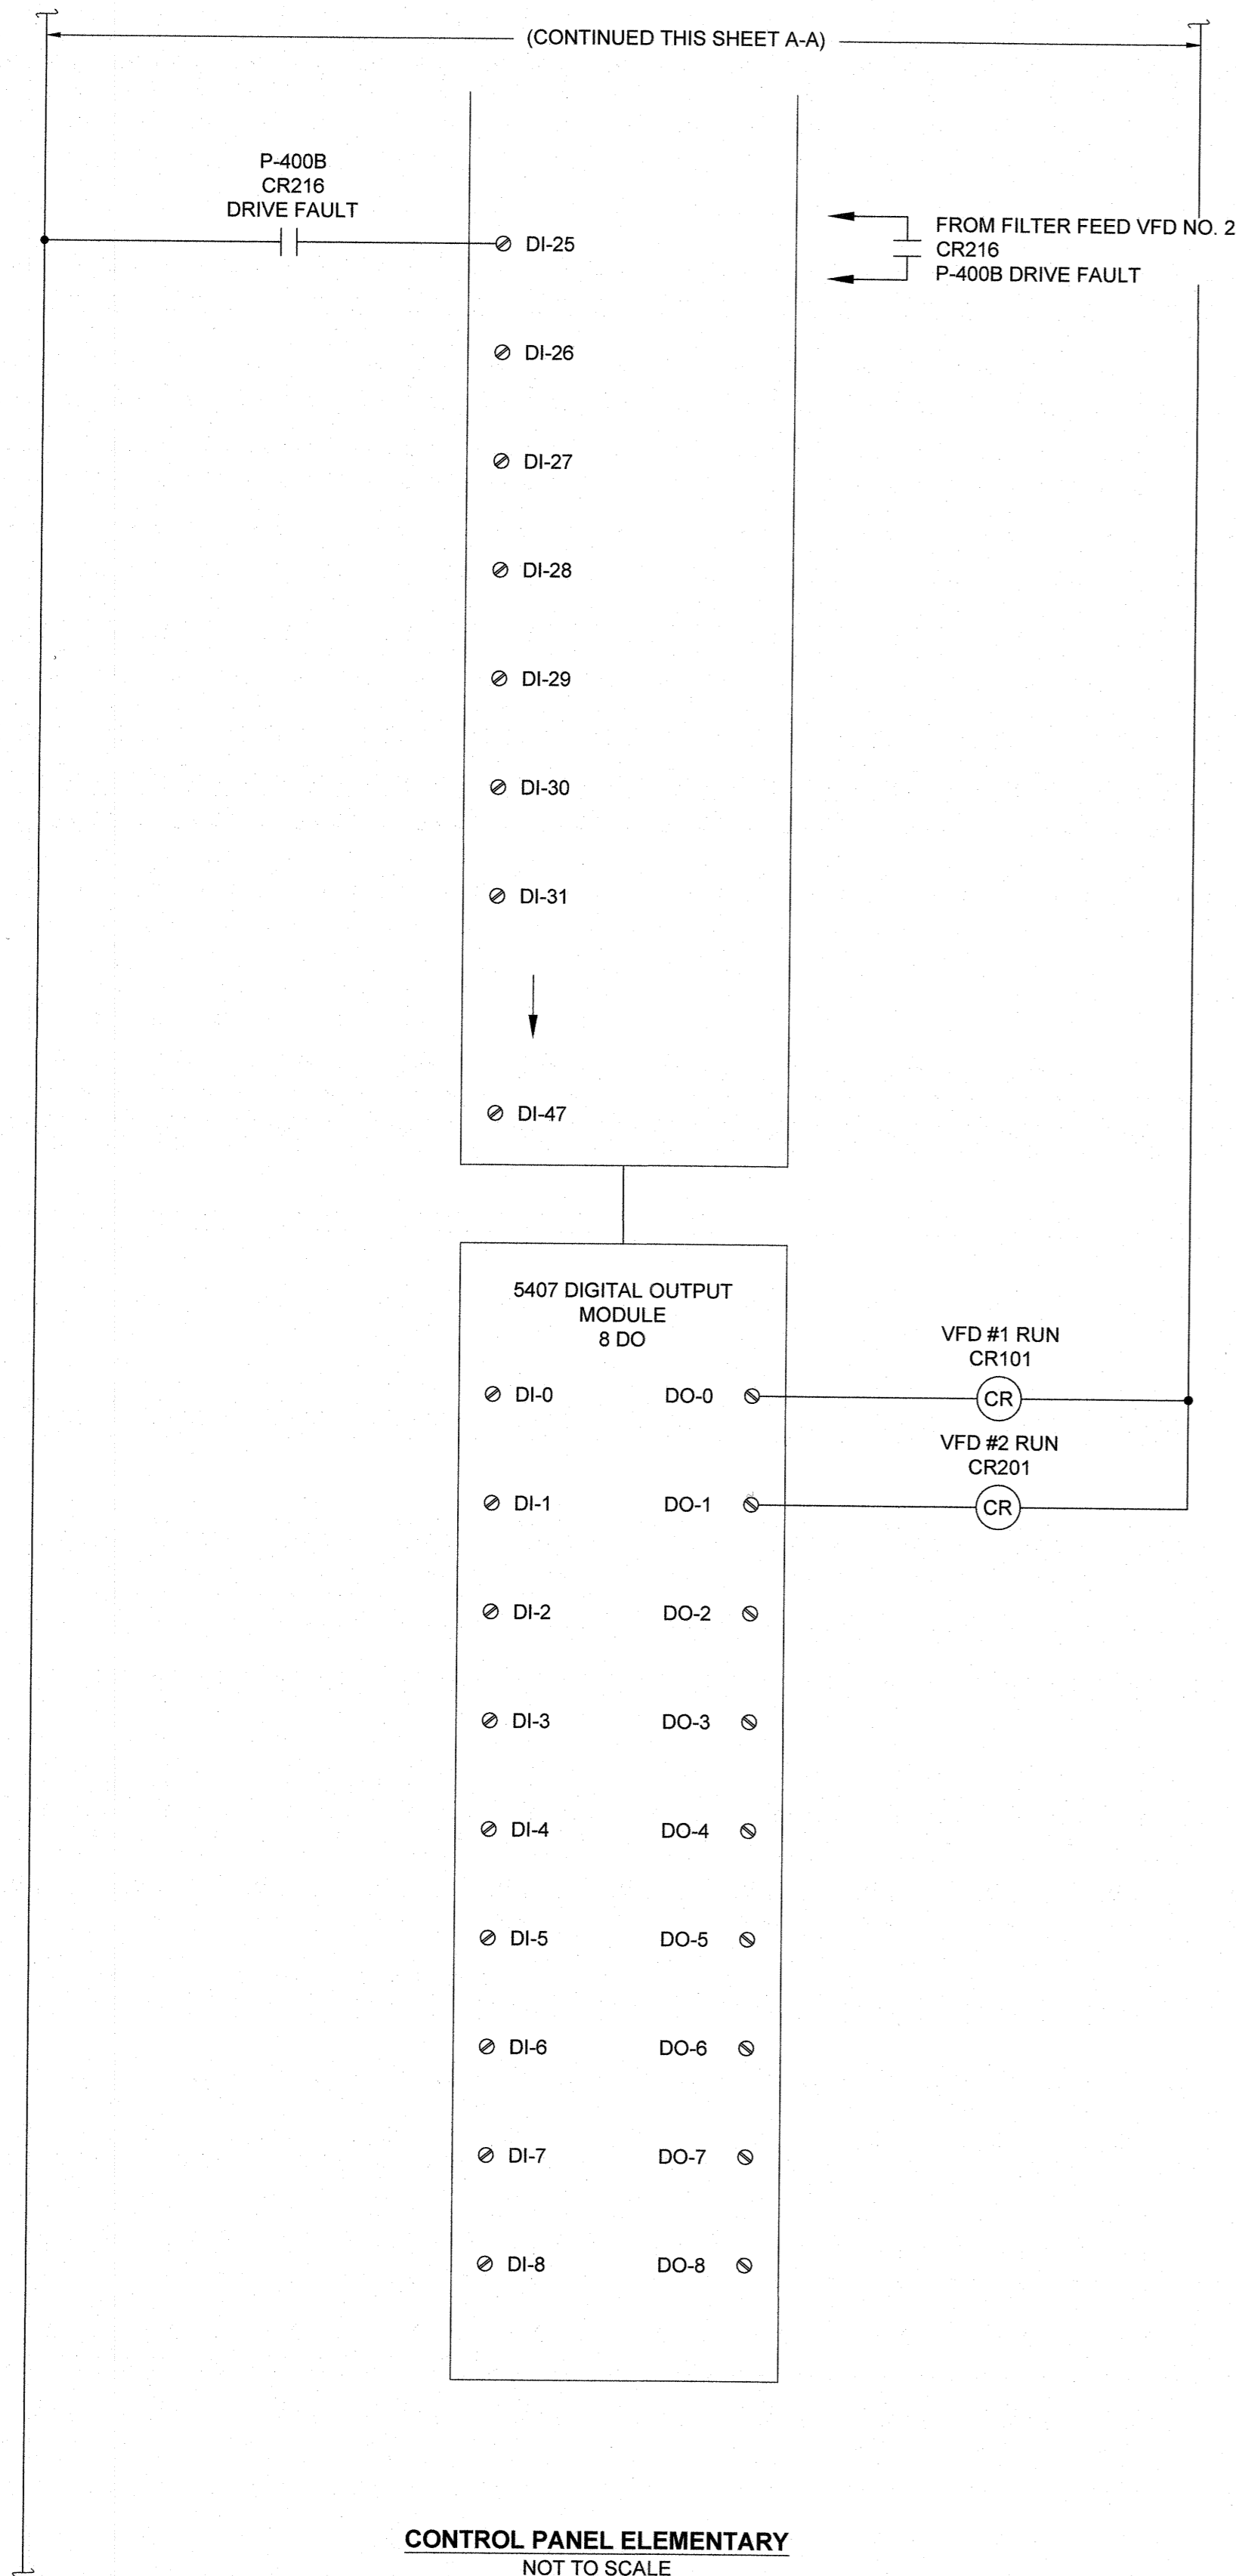 (CONTINUED THIS SHEET A-A)
P-400B
CR216
DRIVE FAULT
DI-25
FROM FILTER FEED VFD NO. 2
CR216
P-400B DRIVE FAULT
DI-26
DI-27
DI-28
DI-29
DI-30
DI-31
DI-47
5407 DIGITAL OUTPUT
MODULE
8 DO
VFD #1 RUN
CR101
DI-0 DO-0 CR
VFD #2 RUN
CR201
DI-1 DO-1 CR
DI-2 DO-2
DI-3 DO-3
DI-4 DO-4
DI-5 DO-5
DI-6 DO-6
DI-7 DO-7
DI-8 DO-8
CONTROL PANEL ELEMENTARY
NOT TO SCALE